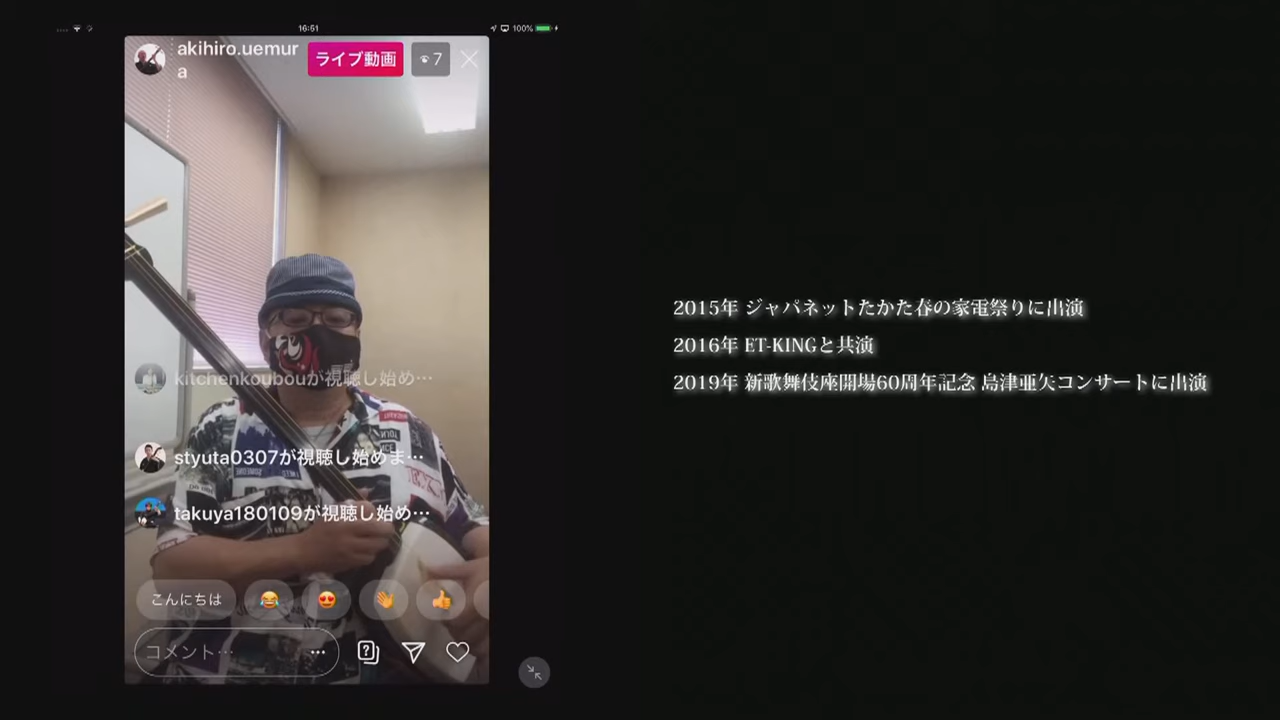 16:51
100%
akihiro.uemur
a
ライブ動画
7
kitchenkoubouが視聴し始め…
styuta0307が視聴し始めま…
takuya180109が視聴し始め…
こんにちは
コメント…
2015年 ジャパネットたかた春の家電祭りに出演
2016年 ET-KINGと共演
2019年 新歌舞伎座開場60周年記念 島津亜矢コンサートに出演